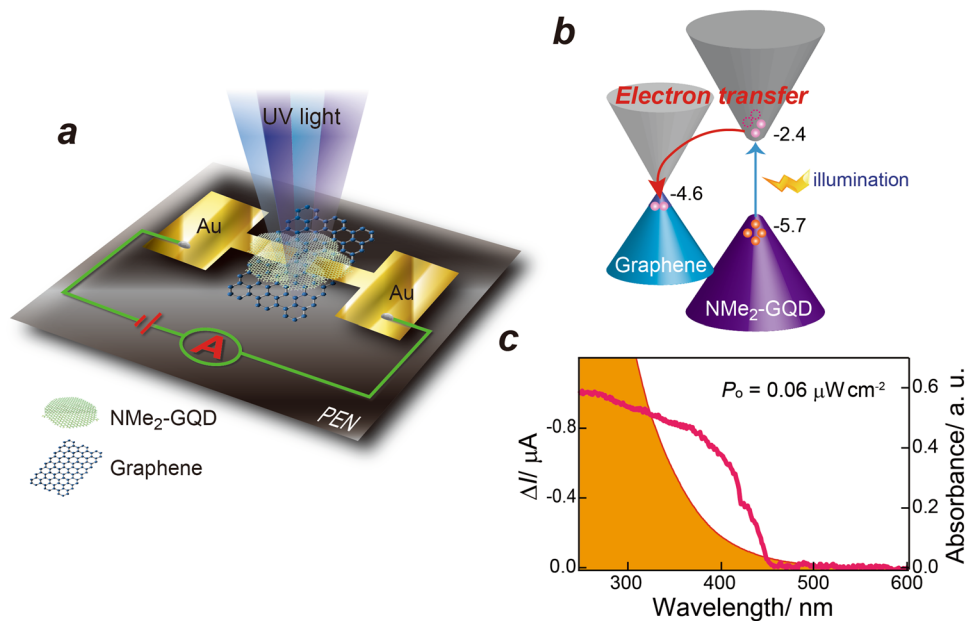 a
UV light
Au
Au
A
PEN
NMe₂-GQD
Graphene
b
Electron transfer
-2.4
-4.6
illumination
-5.7
Graphene
NMe₂-GQD
c
Pₒ = 0.06 μW cm⁻²
ΔI/ μA
-0.8
-0.4
0.0
0.6
0.4
0.2
0.0
Absorbance/ a. u.
300
400
500
600
Wavelength/ nm